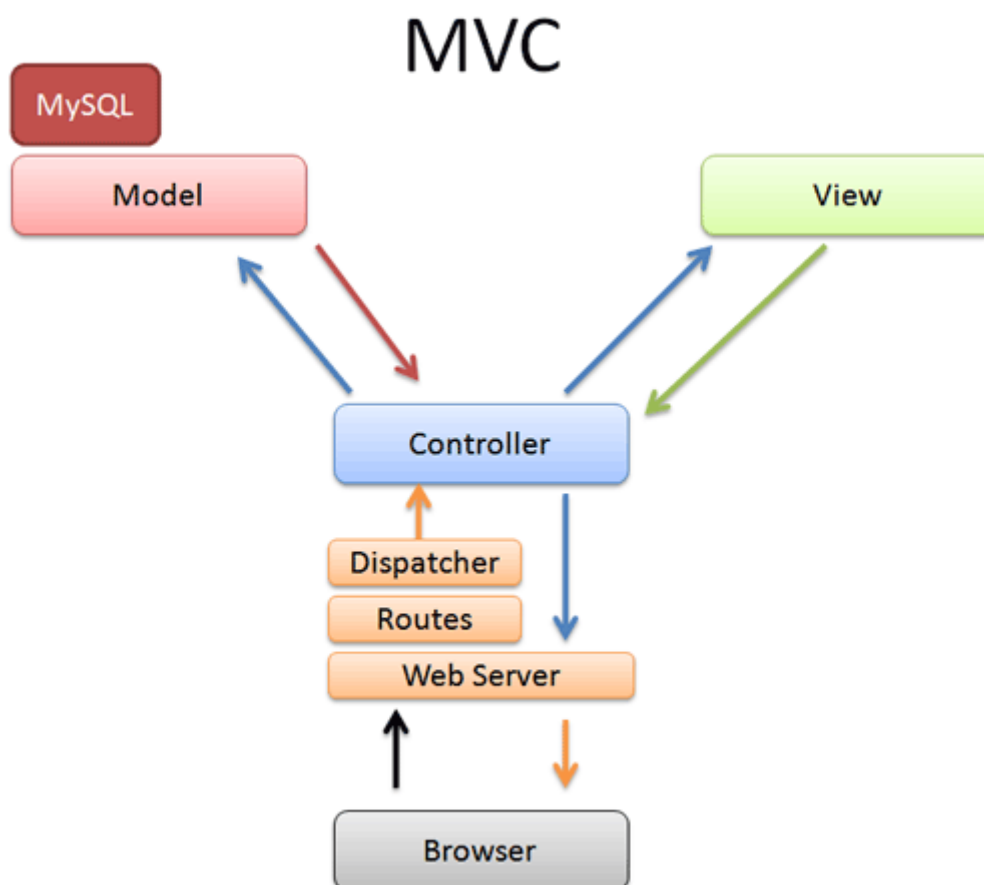 MVC
MySQL
Model
View
Controller
Dispatcher
Routes
Web Server
Browser